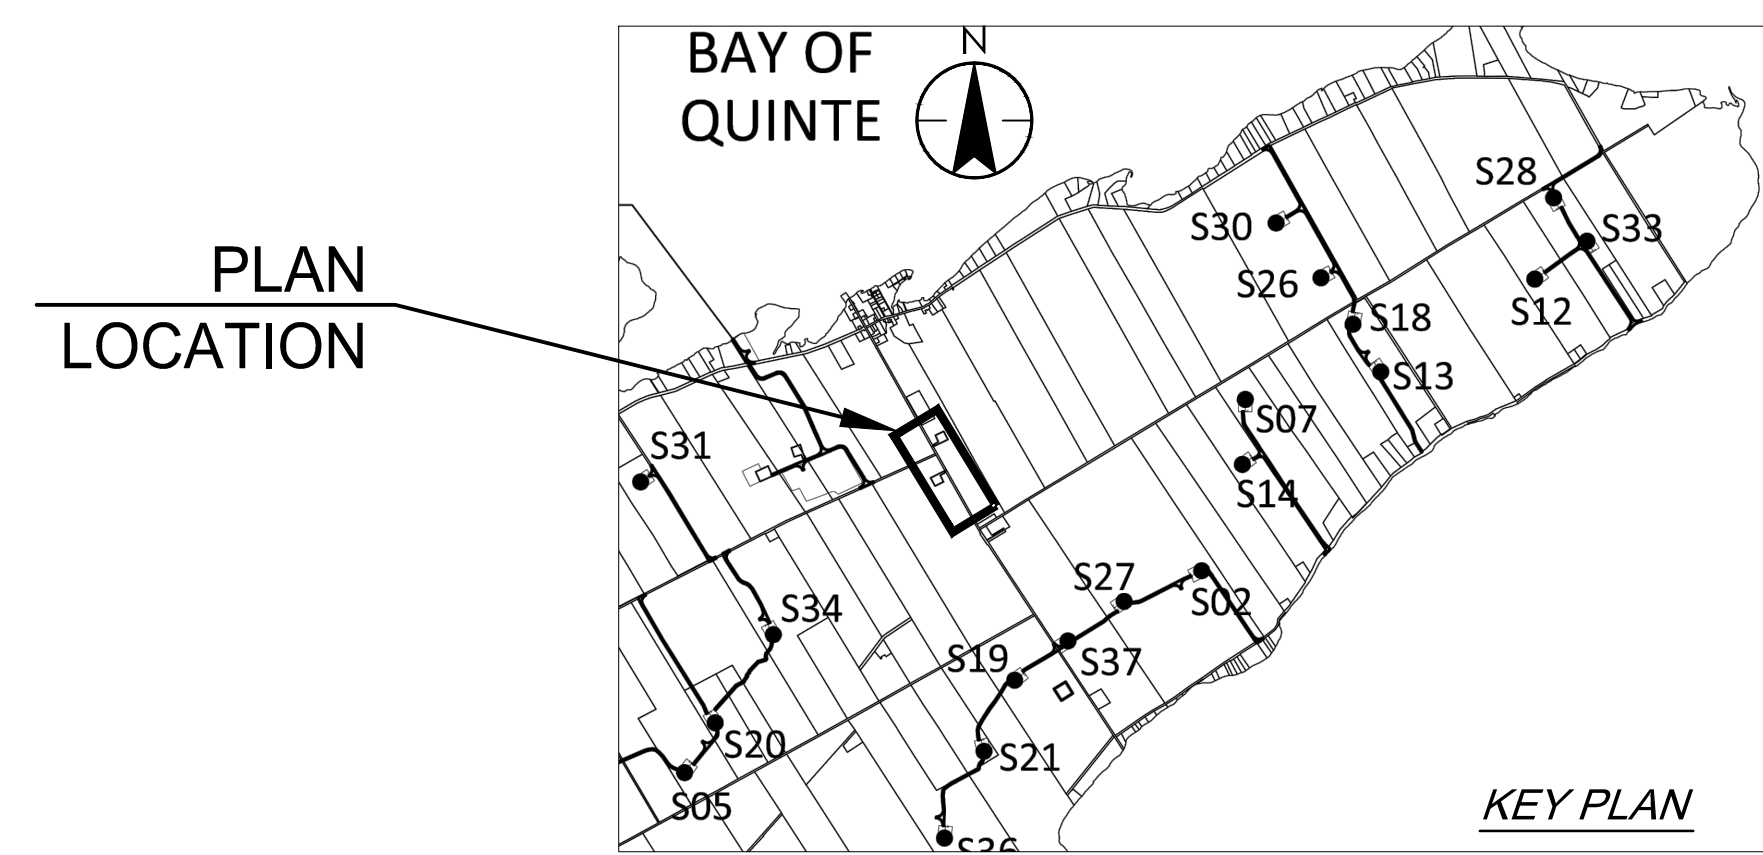 BAY OF
QUINTE
N
PLAN
LOCATION
S28
S30
S33
S26
S12
S18
S13
S07
S31
S14
S27
S02
S34
S19
S37
S20
S21
S05
S36
KEY PLAN